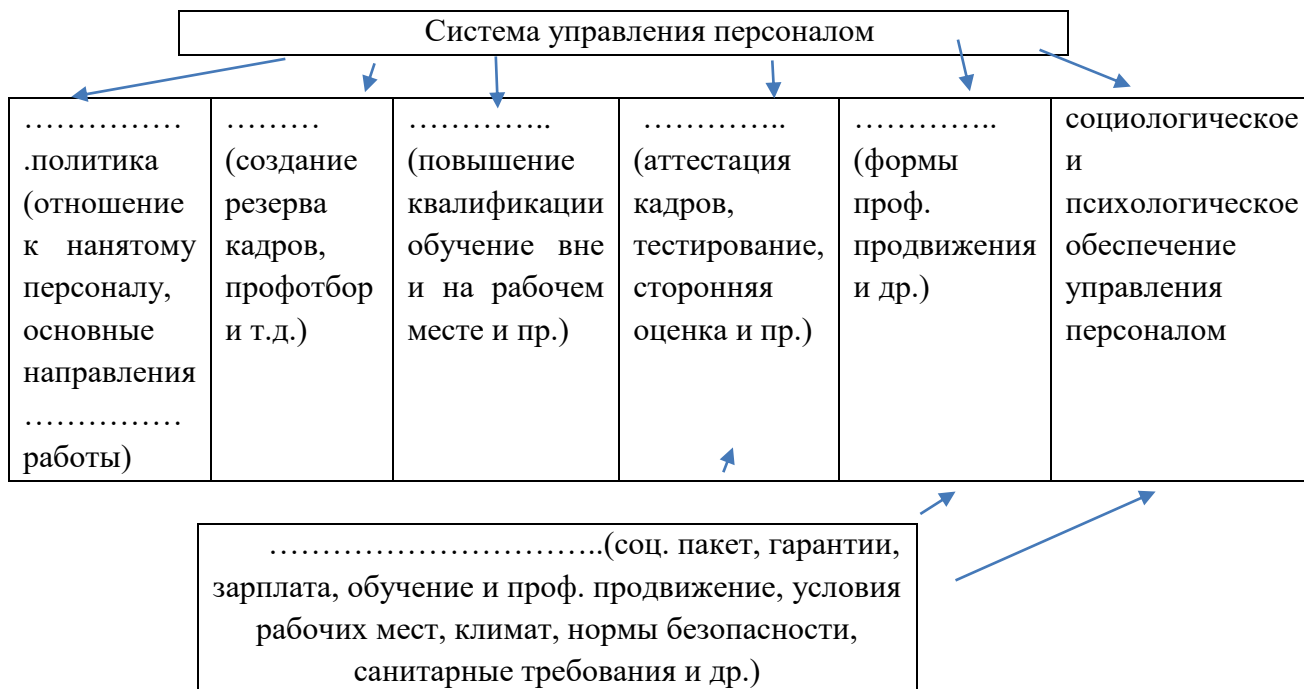 Система управления персоналом
……………
.политика
(отношение
к нанятому
персоналу,
основные
направления
……………
работы)
………
(создание
резерва
кадров,
профотбор
и т.д.)
…………..
(повышение
квалификации
обучение вне
и на рабочем
месте и пр.)
…………..
(аттестация
кадров,
тестирование,
сторонняя
оценка и пр.)
…………..
(формы
проф.
продвижения
и др.)
социологическое
и
психологическое
обеспечение
управления
персоналом
……………………………..(соц. пакет, гарантии,
зарплата, обучение и проф. продвижение, условия
рабочих мест, климат, нормы безопасности,
санитарные требования и др.)